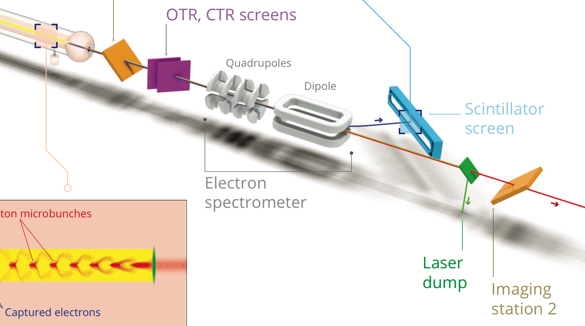 OTR, CTR screens
Quadrupoles
Dipole
Scintillator
screen
Electron
spectrometer
Laser
dump
Imaging
station 2
ton microbunches
Captured electrons